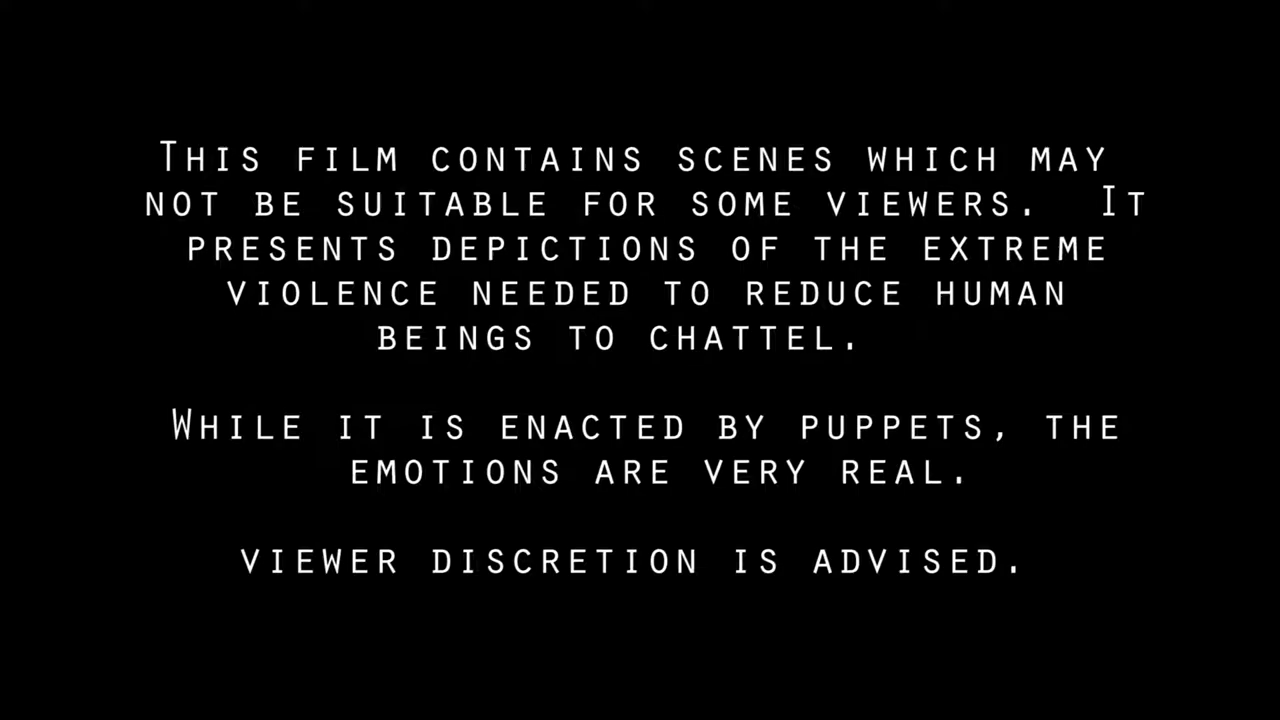 This film contains scenes which may
not be suitable for some viewers.  It
presents depictions of the extreme
violence needed to reduce human
beings to chattel.
While it is enacted by puppets, the
emotions are very real.
viewer discretion is advised.